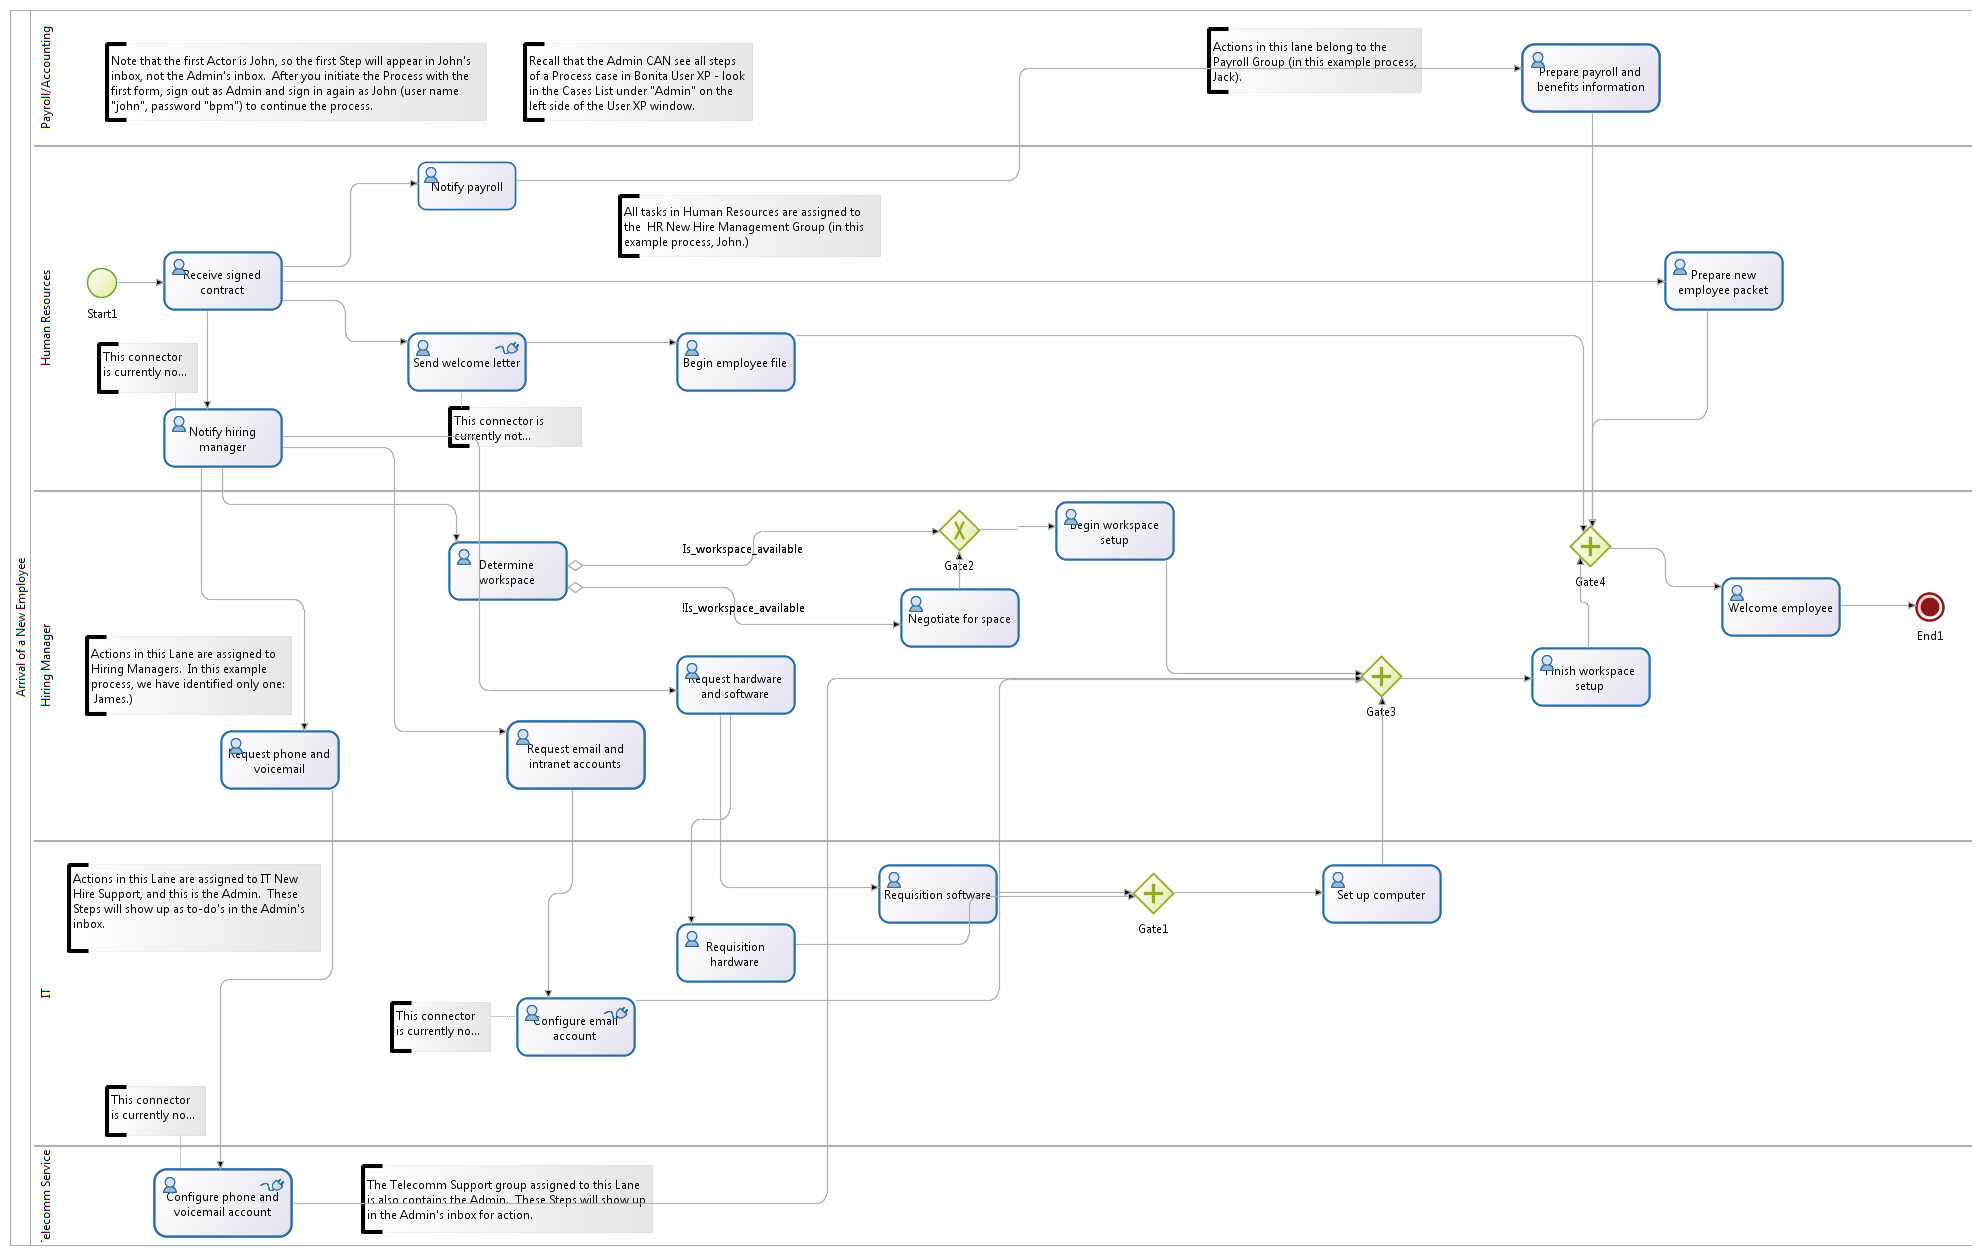 Arrival of a New Employee
Payroll/Accounting
Note that the first Actor is John, so the first Step will appear in John's
inbox, not the Admin's inbox.  After you initiate the Process with the
first form, sign out as Admin and sign in again as John (user name
"john", password "bpm") to continue the process.
Recall that the Admin CAN see all steps
of a Process case in Bonita User XP - look
in the Cases List under "Admin" on the
left side of the User XP window.
Actions in this lane belong to the
Payroll Group (in this example process,
Jack).
Prepare payroll and
benefits information
Human Resources
Notify payroll
All tasks in Human Resources are assigned to
the  HR New Hire Management Group (in this
example process, John.)
Start1
Receive signed
contract
Prepare new
employee packet
This connector
is currently no...
Send welcome letter
Begin employee file
This connector is
currently not...
Notify hiring
manager
Hiring Manager
Determine
workspace
Is_workspace_available
!Is_workspace_available
Gate2
Begin workspace
setup
Negotiate for space
Gate4
Welcome employee
End1
Actions in this Lane are assigned to
Hiring Managers.  In this example
process, we have identified only one:
James.)
Request hardware
and software
Gate3
Finish workspace
setup
Request phone and
voicemail
Request email and
intranet accounts
IT
Actions in this Lane are assigned to IT New
Hire Support, and this is the Admin.  These
Steps will show up as to-do's in the Admin's
inbox.
Requisition software
Gate1
Set up computer
Requisition
hardware
This connector
is currently no...
Configure email
account
This connector
is currently no...
Telecomm Service
Configure phone and
voicemail account
The Telecomm Support group assigned to this Lane
is also contains the Admin.  These Steps will show up
in the Admin's inbox for action.